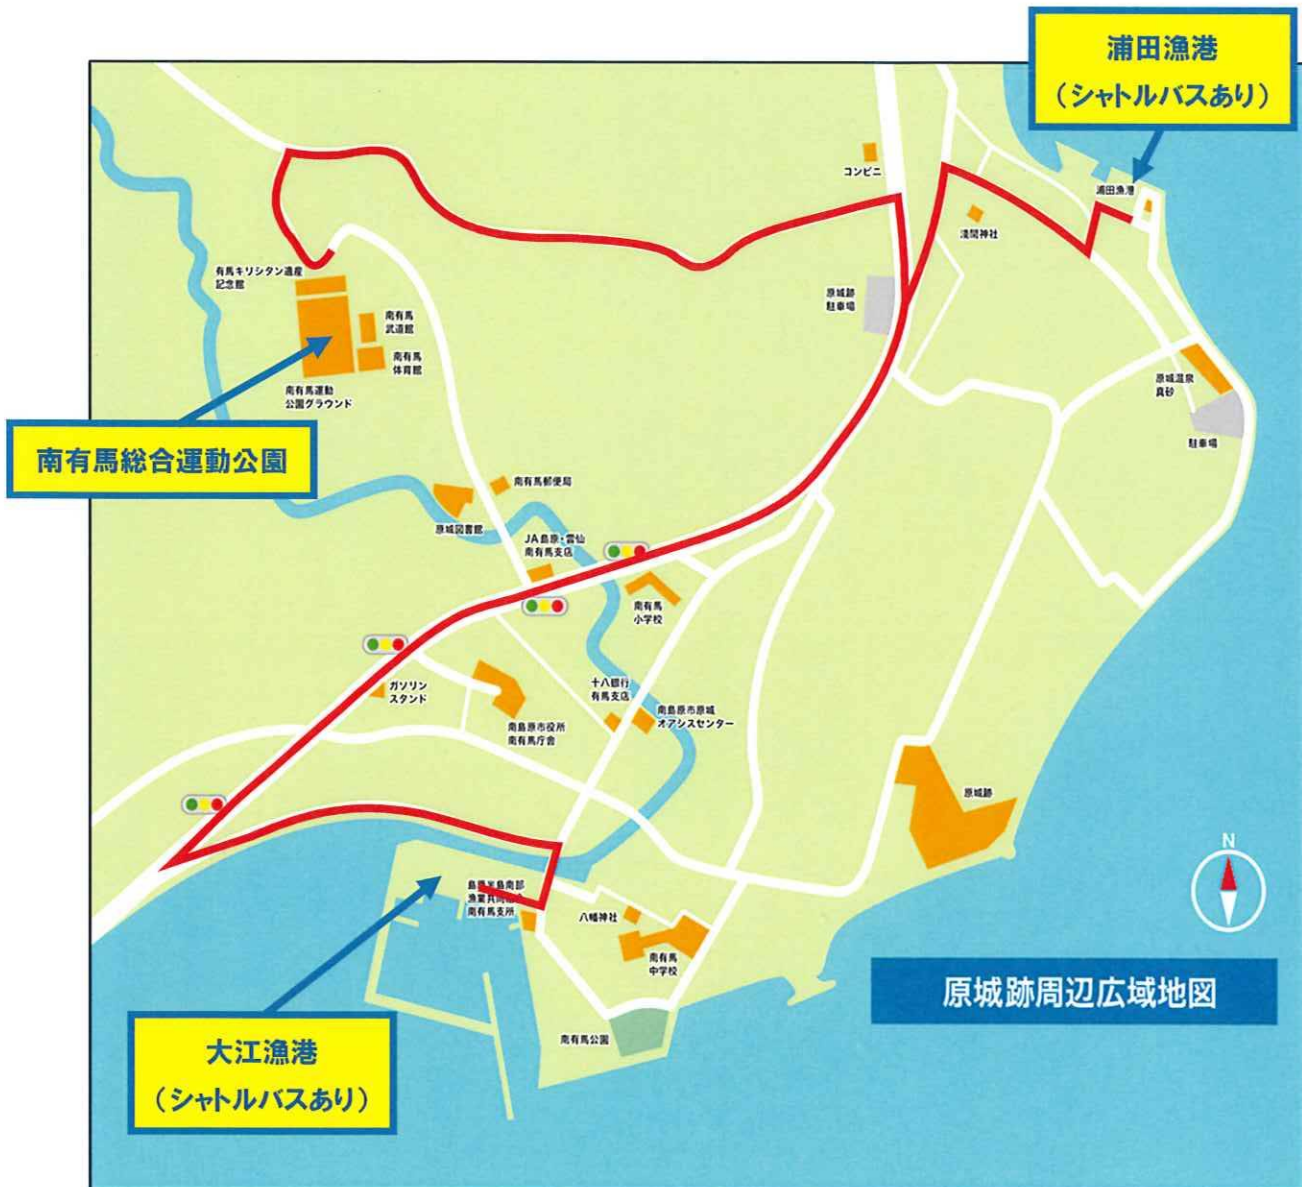 浦田漁港
（シャトルバスあり）
コンビニ
浦田漁港
浅間神社
有馬キリシタン遺産
記念館
原城跡
駐車場
南有馬
武道館
南有馬
体育館
南有馬運動
公園グラウンド
原城温泉
真砂
駐車場
南有馬総合運動公園
南有馬郵便局
原城図書館
JA島原・雲仙
南有馬支店
南有馬
小学校
ガソリン
スタンド
十八銀行
有馬支店
南島原市原城
オアシスセンター
南島原市役所
南有馬庁舎
原城跡
N
島原半島南部
南有馬支所
八幡神社
南有馬
中学校
原城跡周辺広域地図
南有馬公園
大江漁港
（シャトルバスあり）